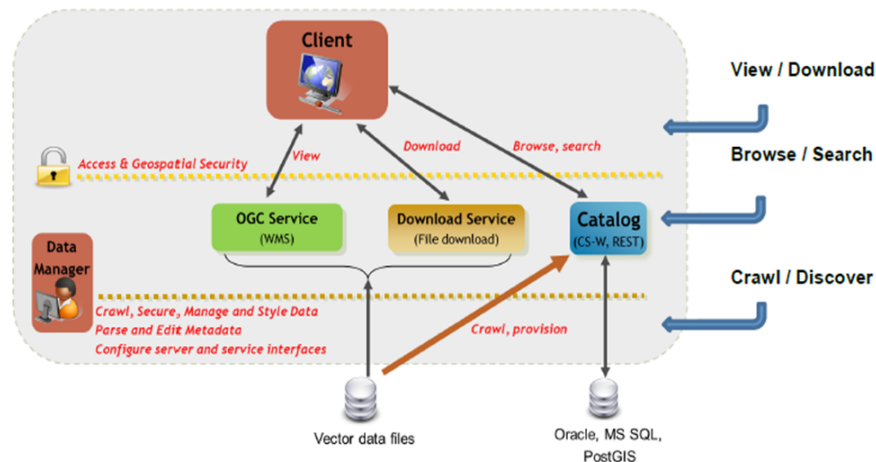 Client
View / Download
Access & Geospatial Security
View
Download
Browse, search
Browse / Search
OGC Service
(WMS)
Download Service
(File download)
Catalog
(CS-W, REST)
Data
Manager
Crawl / Discover
Crawl, Secure, Manage and Style Data
Parse and Edit Metadata
Configure server and service interfaces
Crawl, provision
Vector data files
Oracle, MS SQL,
PostGIS